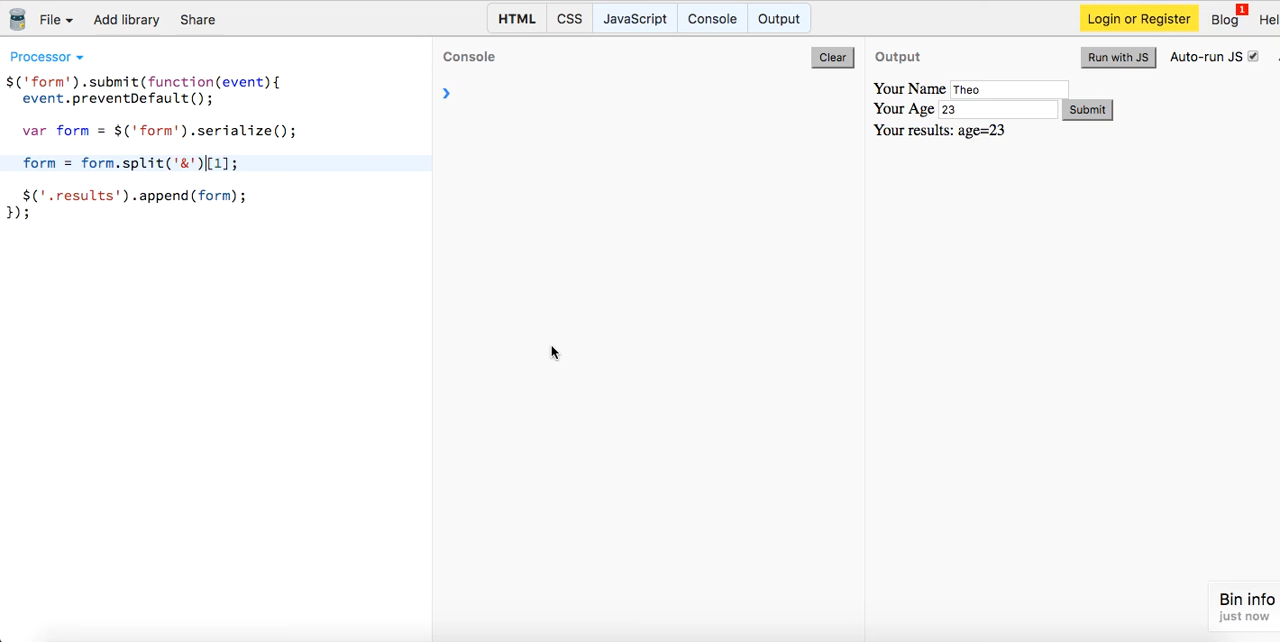 File Add library Share HTML CSS JavaScript Console Output Login or Register Blog 1 Hel
Processor
$('form').submit(function(event){
event.preventDefault();
var form = $('form').serialize();
form = form.split('&')[1];
$('.results').append(form);
});
Console Clear
Output Run with JS Auto-run JS
Your Name Theo
Your Age 23 Submit
Your results: age=23
Bin info
just now